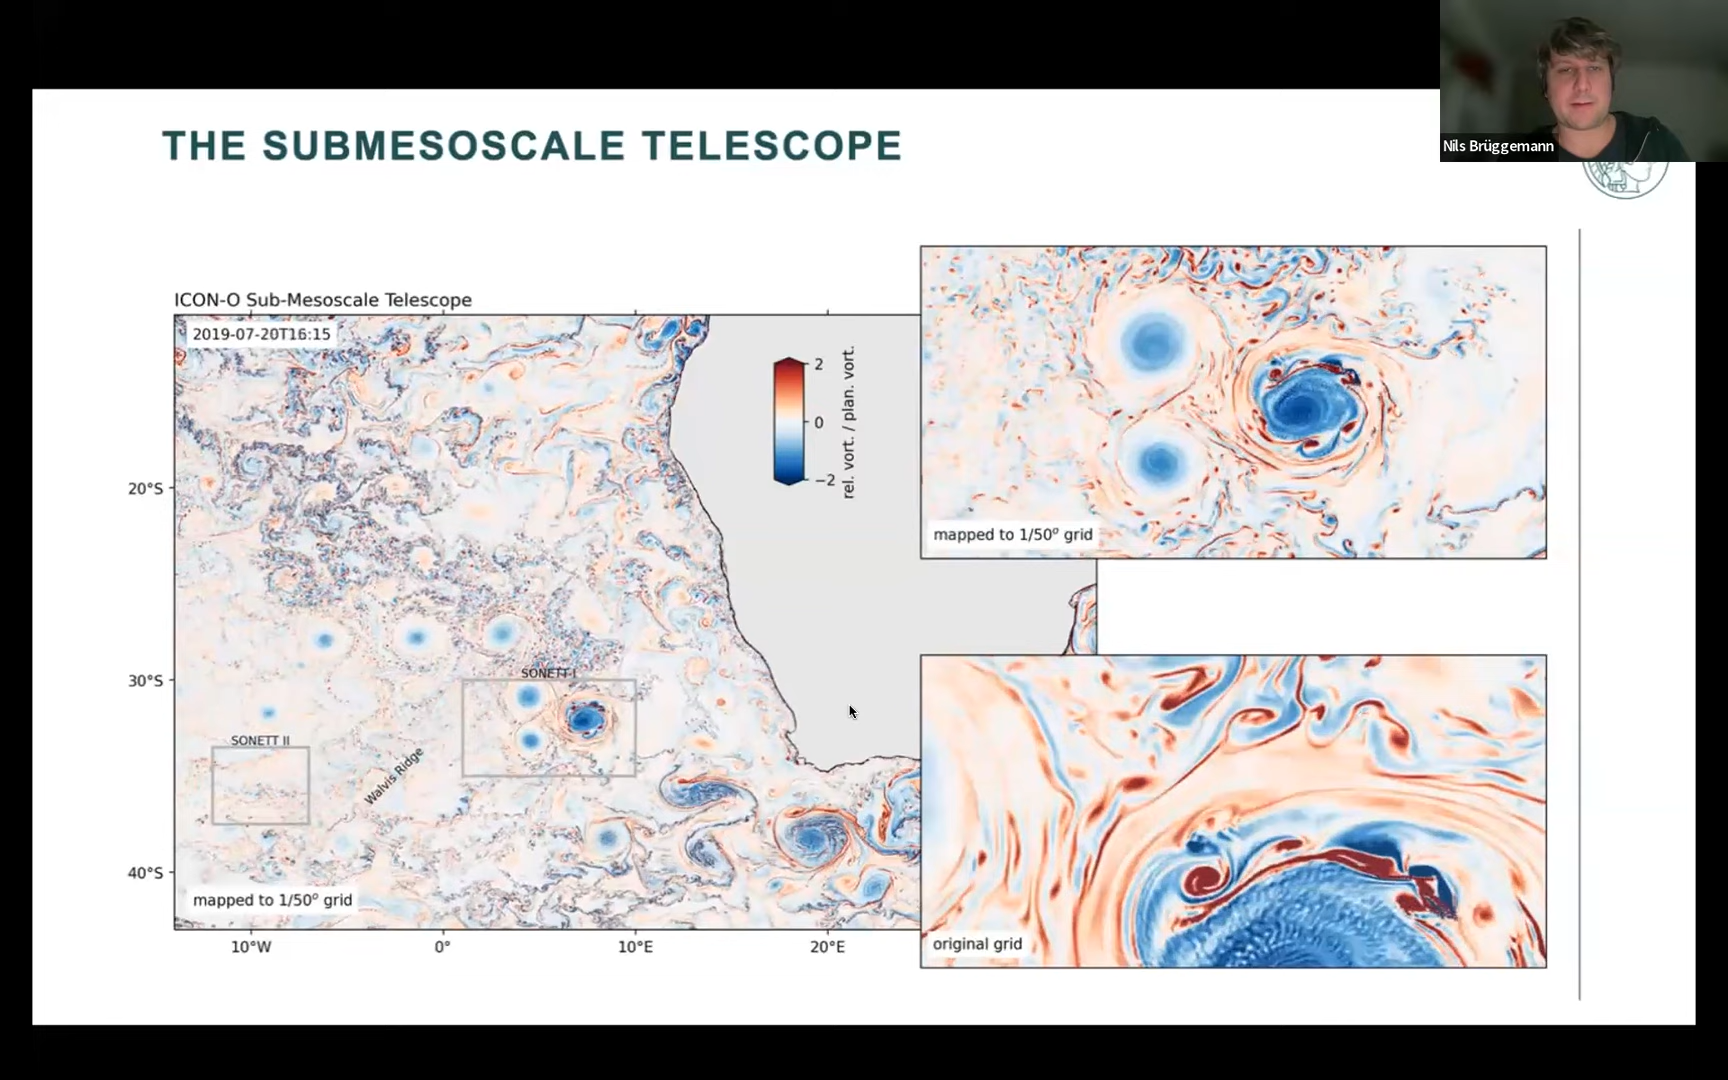 Nils Brüggemann
THE SUBMESOSCALE TELESCOPE
ICON-O Sub-Mesoscale Telescope
2019-07-20T16:15
2
0
−2
rel. vort. / plan. vort.
20°S
30°S
40°S
SONETT-I
SONETT II
Walvis Ridge
mapped to 1/50° grid
10°W
0°
10°E
20°E
mapped to 1/50° grid
original grid